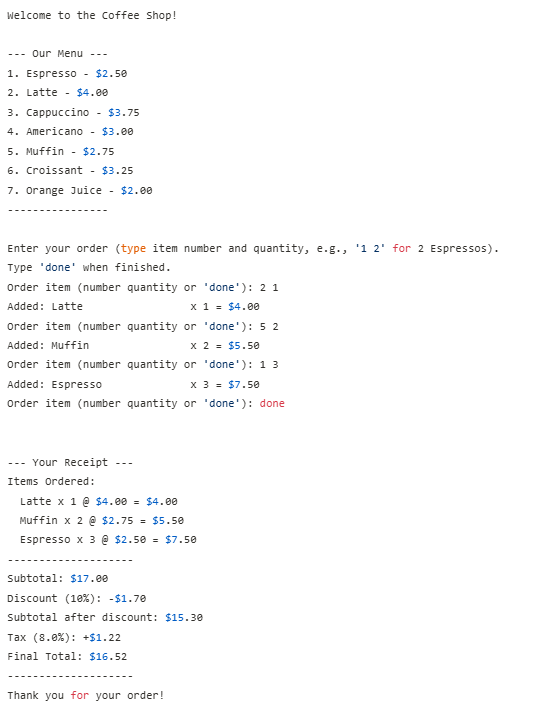 Welcome to the Coffee Shop!
--- Our Menu ---
1. Espresso - $2.50
2. Latte - $4.00
3. Cappuccino - $3.75
4. Americano - $3.00
5. Muffin - $2.75
6. Croissant - $3.25
7. Orange Juice - $2.00
----------------
Enter your order (type item number and quantity, e.g., '1 2' for 2 Espressos).
Type 'done' when finished.
Order item (number quantity or 'done'): 2 1
Added: Latte                 x 1 = $4.00
Order item (number quantity or 'done'): 5 2
Added: Muffin                x 2 = $5.50
Order item (number quantity or 'done'): 1 3
Added: Espresso              x 3 = $7.50
Order item (number quantity or 'done'): done
--- Your Receipt ---
Items Ordered:
  Latte x 1 @ $4.00 = $4.00
  Muffin x 2 @ $2.75 = $5.50
  Espresso x 3 @ $2.50 = $7.50
--------------------
Subtotal: $17.00
Discount (10%): -$1.70
Subtotal after discount: $15.30
Tax (8.0%): +$1.22
Final Total: $16.52
--------------------
Thank you for your order!